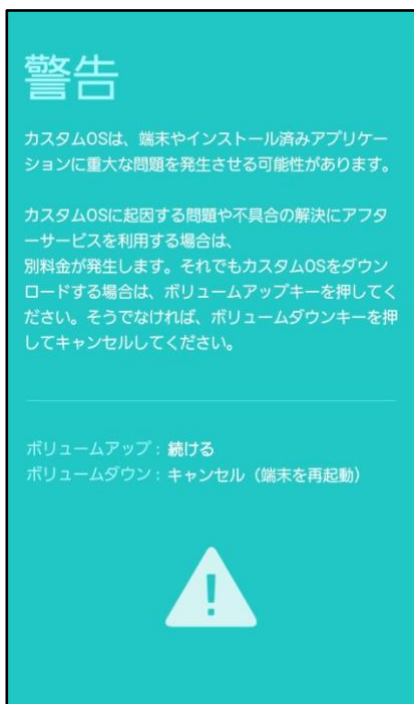 警告
カスタムOSは、端末やインストール済みアプリケー
ションに重大な問題を発生させる可能性があります。
カスタムOSに起因する問題や不具合の解決にアフタ
ーサービスを利用する場合は、
別料金が発生します。それでもカスタムOSをダウン
ロードする場合は、ボリュームアップキーを押してく
ださい。そうでなければ、ボリュームダウンキーを押
してキャンセルしてください。
ボリュームアップ：続ける
ボリュームダウン：キャンセル（端末を再起動）